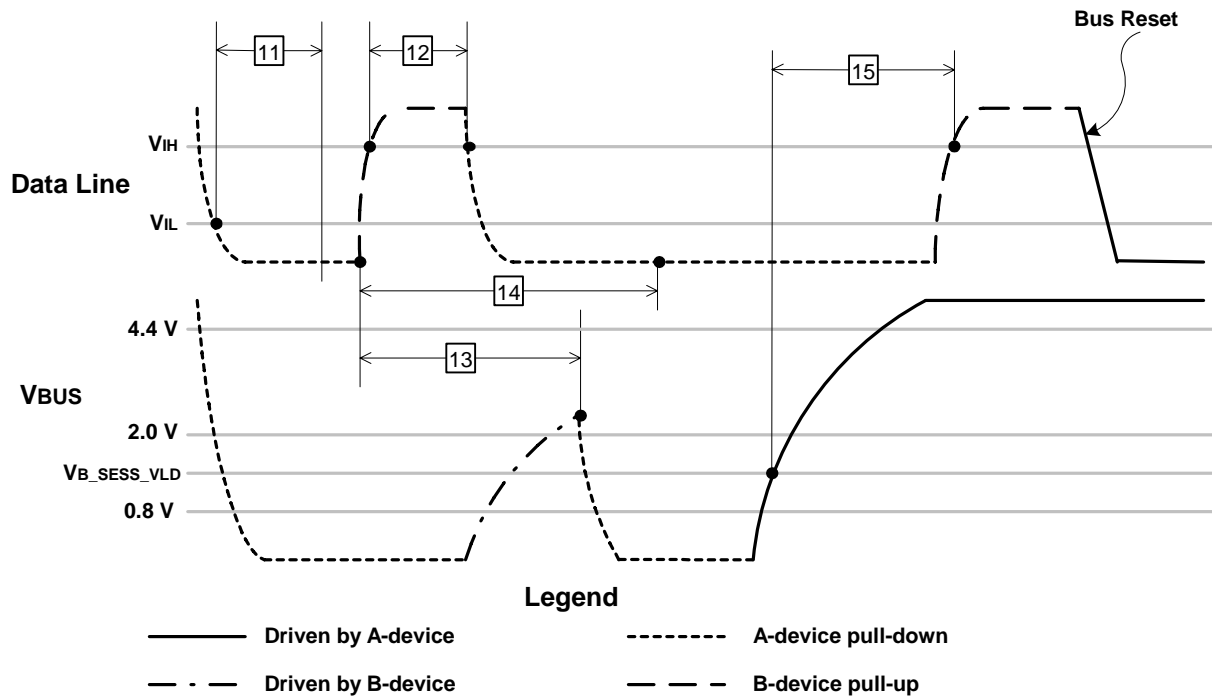 Bus Reset
11
12
15
VIH
Data Line
VIL
14
4.4 V
13
VBUS
2.0 V
VB_SESS_VLD
0.8 V
Legend
Driven by A-device
A-device pull-down
Driven by B-device
B-device pull-up